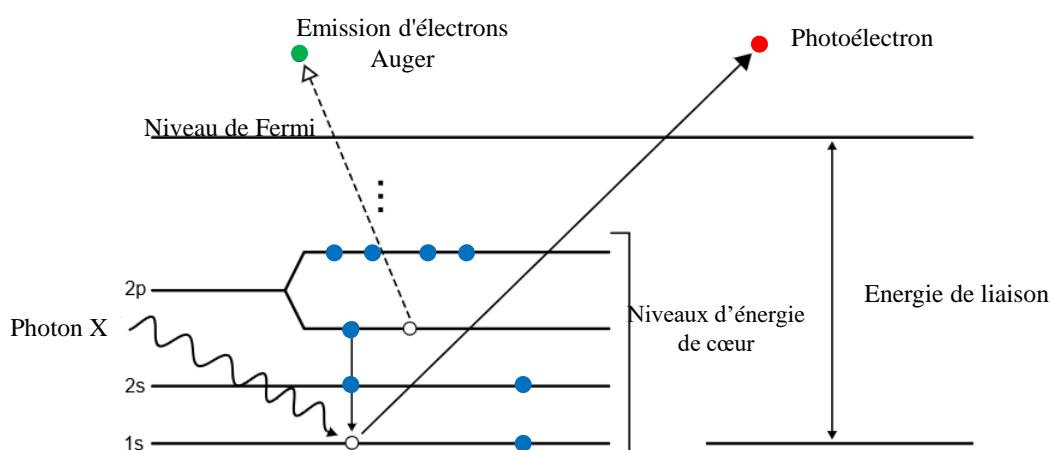 Emission d'électrons
Auger
Photoélectron
Niveau de Fermi
2p
Photon X
Niveaux d’énergie
de cœur
Energie de liaison
2s
1s